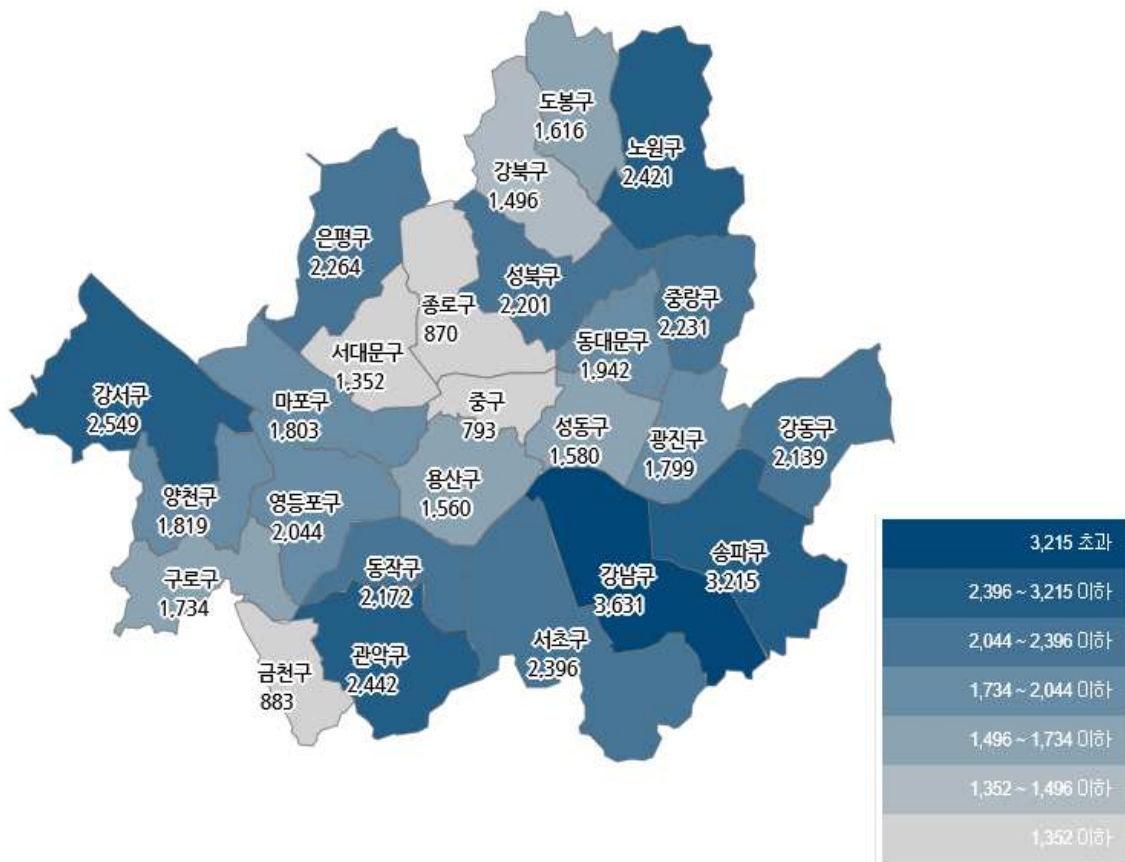 도봉구
1,616
노원구
2,421
강북구
1,496
은평구
2,264
성북구
2,201
중랑구
2,231
종로구
870
동대문구
1,942
서대문구
1,352
강서구
2,549
마포구
1,803
중구
793
성동구
1,580
광진구
1,799
강동구
2,139
용산구
1,560
양천구
1,819
영등포구
2,044
구로구
1,734
동작구
2,172
강남구
3,631
송파구
3,215
서초구
2,396
관악구
2,442
금천구
883
3,215 초과
2,396 ~ 3,215 이하
2,044 ~ 2,396 이하
1,734 ~ 2,044 이하
1,496 ~ 1,734 이하
1,352 ~ 1,496 이하
1,352 이하